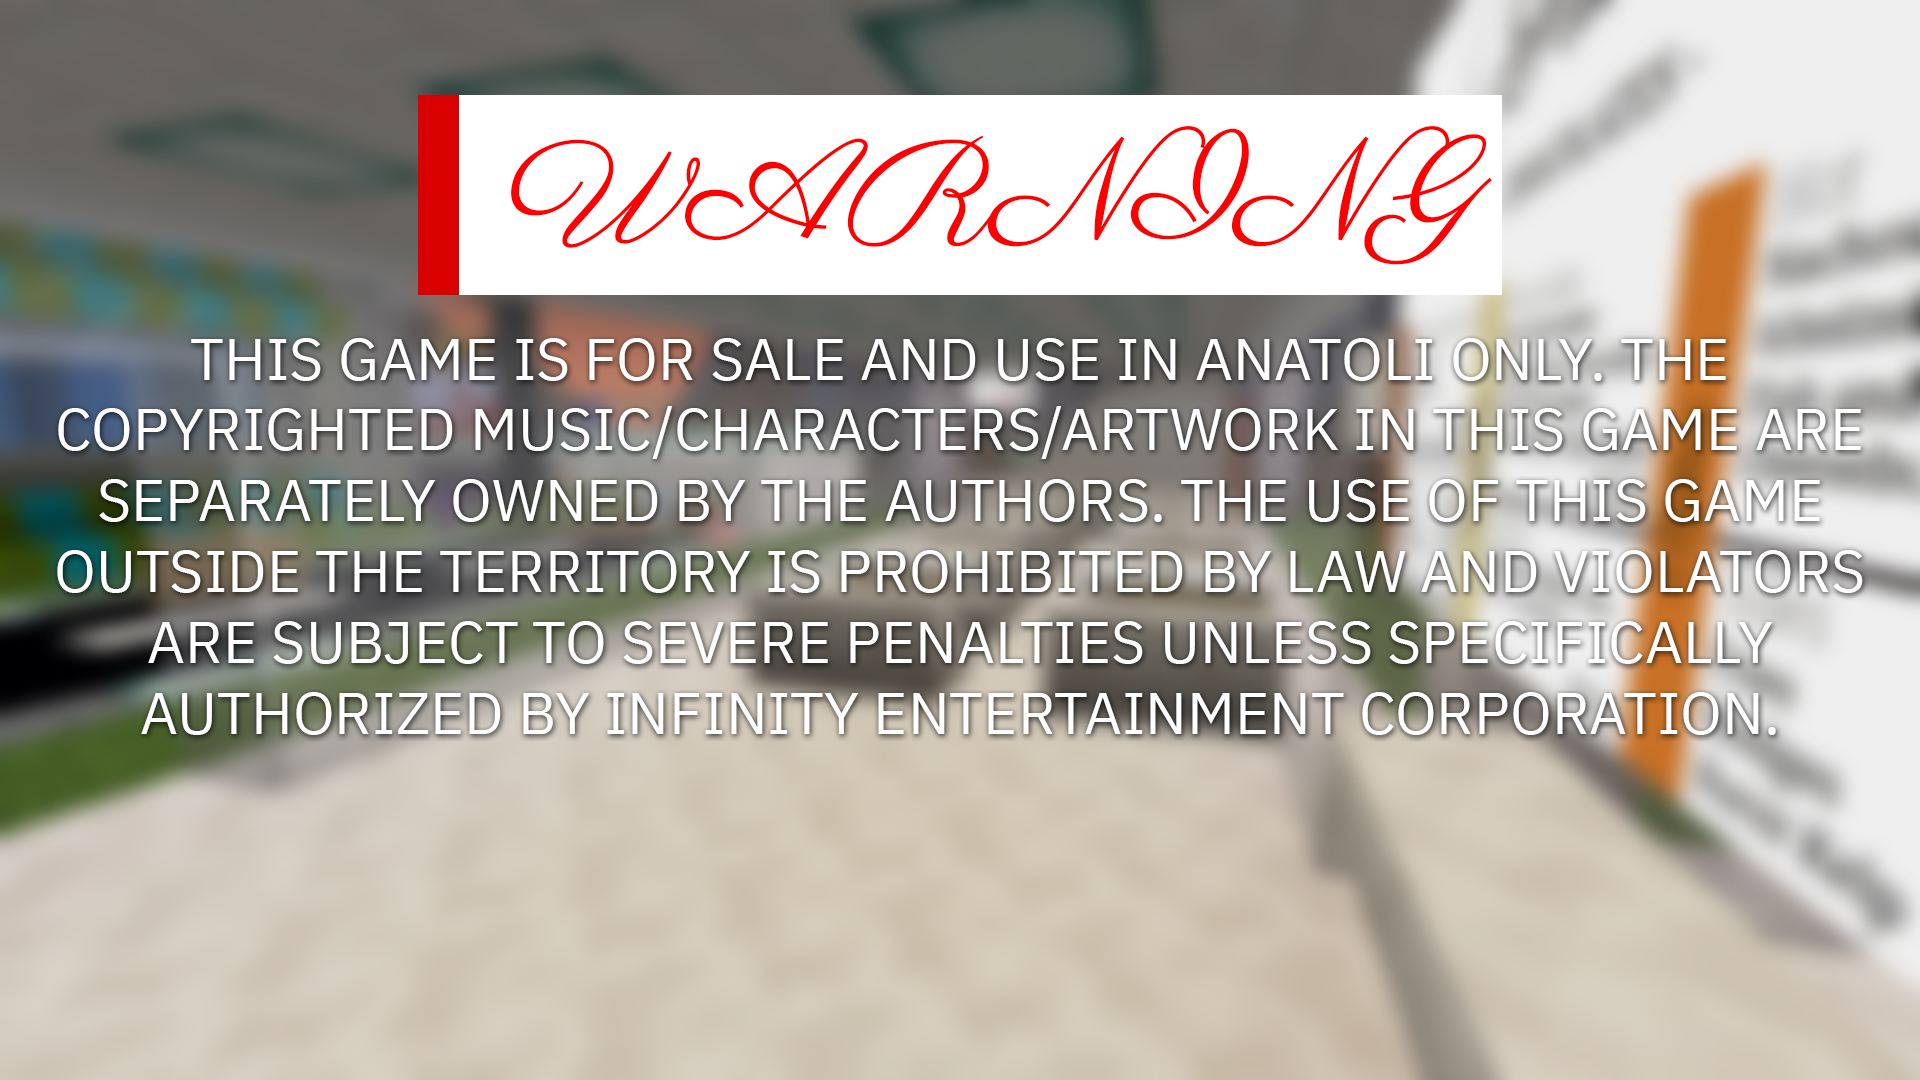 WARNING
THIS GAME IS FOR SALE AND USE IN ANATOLI ONLY. THE
COPYRIGHTED MUSIC/CHARACTERS/ARTWORK IN THIS GAME ARE
SEPARATELY OWNED BY THE AUTHORS. THE USE OF THIS GAME
OUTSIDE THE TERRITORY IS PROHIBITED BY LAW AND VIOLATORS
ARE SUBJECT TO SEVERE PENALTIES UNLESS SPECIFICALLY
AUTHORIZED BY INFINITY ENTERTAINMENT CORPORATION.